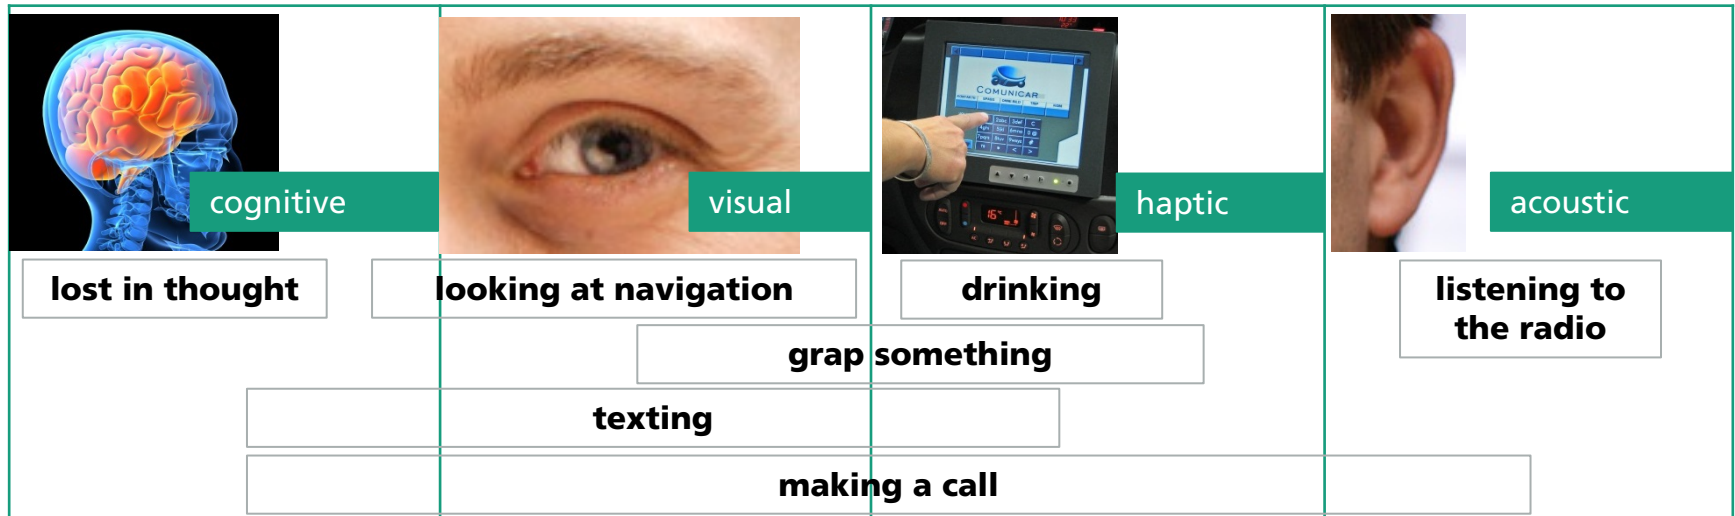 cognitive
visual
haptic
acoustic
COMUNICAR
16°C
lost in thought
looking at navigation
drinking
listening to
the radio
grap something
texting
making a call